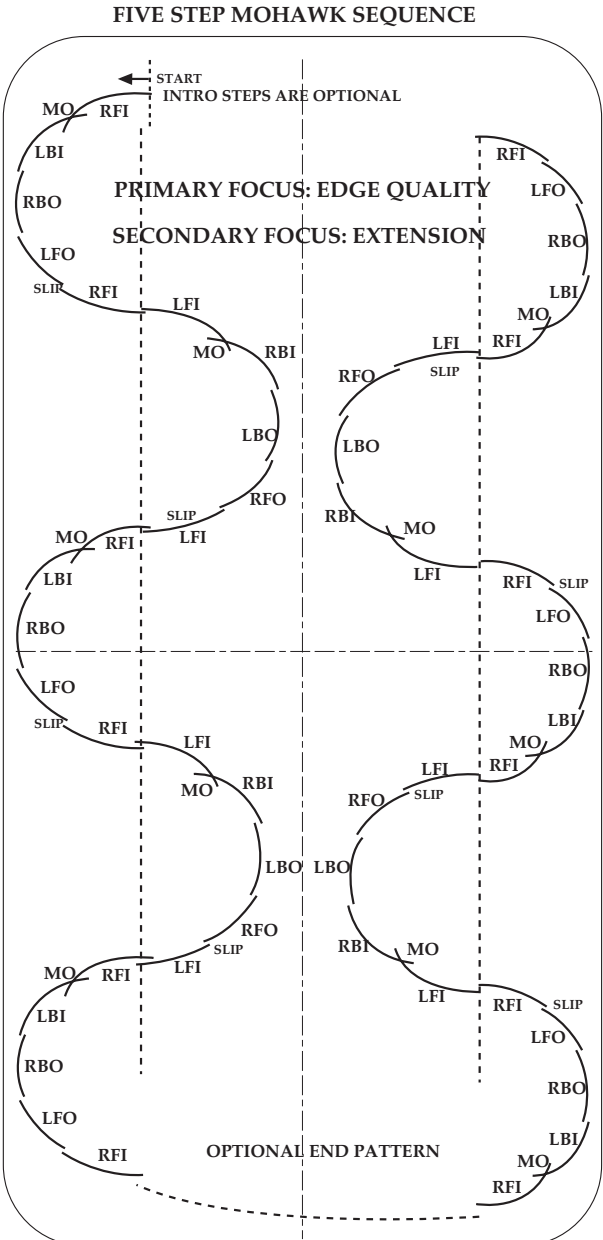 FIVE STEP MOHAWK SEQUENCE
START
INTRO STEPS ARE OPTIONAL
MO
RFI
LBI
RBO
PRIMARY FOCUS: EDGE QUALITY
SECONDARY FOCUS: EXTENSION
LFO
SLIP
RFI
LFI
MO
RBI
LBO
RFO
SLIP
LFI
MO
RFI
LBI
RBO
LFO
SLIP
RFI
LFI
MO
RBI
LBO
RFO
SLIP
LFI
MO
RFI
LBI
RBO
LFO
RFI
OPTIONAL END PATTERN
RFI
LFO
RBO
LBI
MO
RFI
LFI
SLIP
RFO
LBO
RBI
MO
LFI
RFI
SLIP
LFO
RBO
LBI
MO
RFI
LFI
SLIP
RFO
LBO
RBI
MO
LFI
RFI
SLIP
LFO
RBO
LBI
MO
RFI